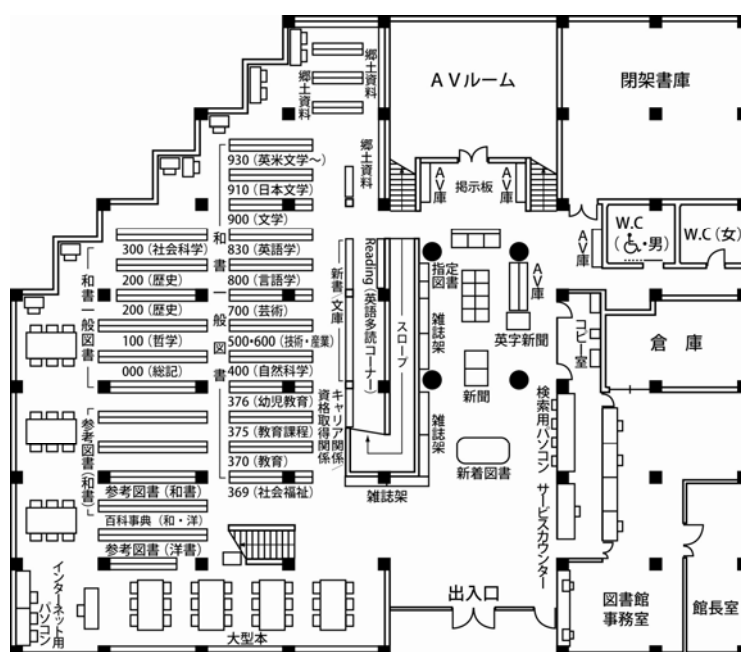 AVルーム
閉架書庫
郷土資料
郷土資料
郷土資料
930（英米文学～）
910（日本文学）
900（文学）
830（英語学）
800（言語学）
700（芸術）
500・600（技術・産業）
400（自然科学）
376（幼児教育）
375（教育課程）
370（教育）
369（社会福祉）
和書一般図書
和書一般図書
300（社会科学）
200（歴史）
200（歴史）
100（哲学）
000（総記）
参考図書（和書）
参考図書（和書）
百科事典（和・洋）
参考図書（洋書）
新書／文庫
Reading（英語多読コーナー）
スロープ
キャリア関係
資格取得関係
雑誌架
AV庫
掲示板
AV庫
指定図書
雑誌架
雑誌架
AV庫
英字新聞
新聞
新着図書
AV庫
W.C
（・男）
W.C（女）
コピー室
倉 庫
検索用パソコン
サービスカウンター
出入口
図書館
事務室
館長室
インターネット用
パソコン
大型本